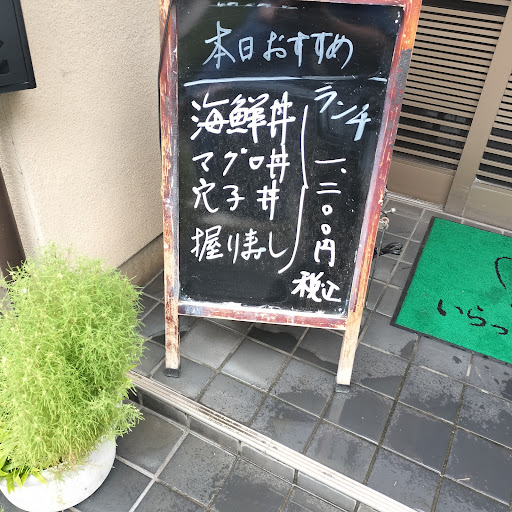 本日おすすめ
海鮮丼
マグロ丼
穴子丼
握りまし
ランチ
一、二〇〇円
税込
いらっ